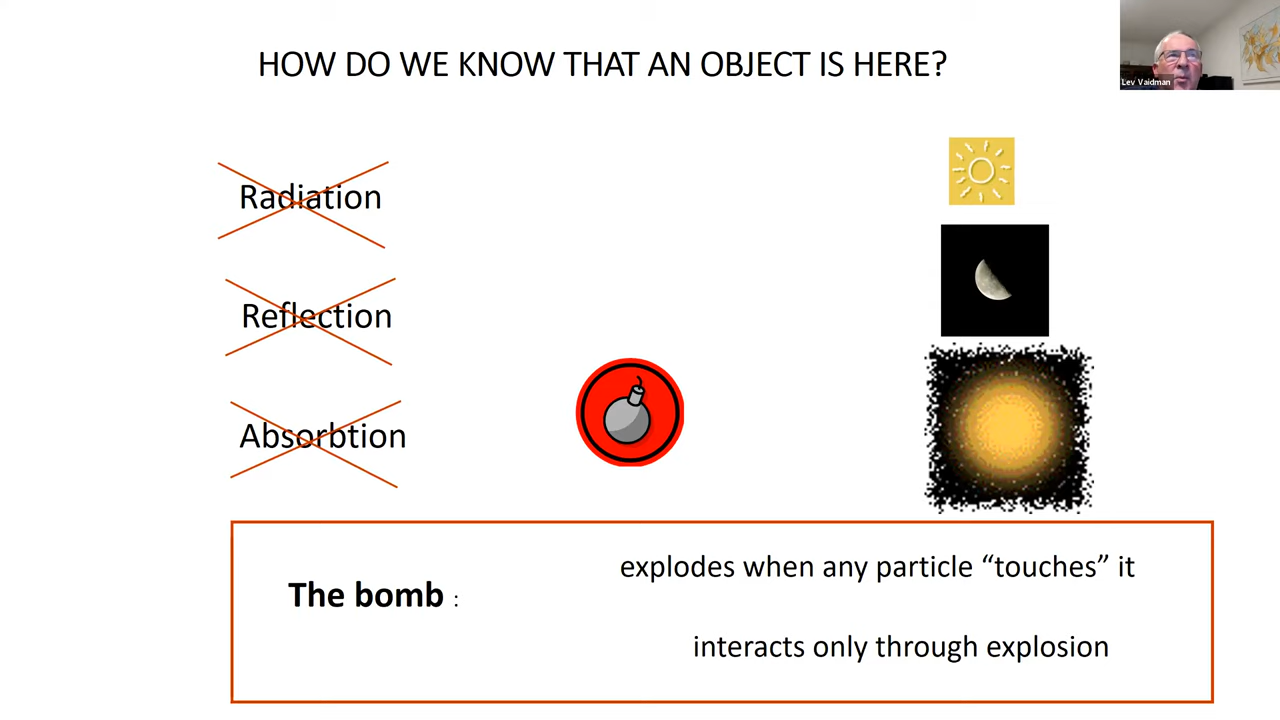 HOW DO WE KNOW THAT AN OBJECT IS HERE?
Lev Vaidman
Radiation
Reflection
Absorbtion
explodes when any particle “touches” it
The bomb :
interacts only through explosion